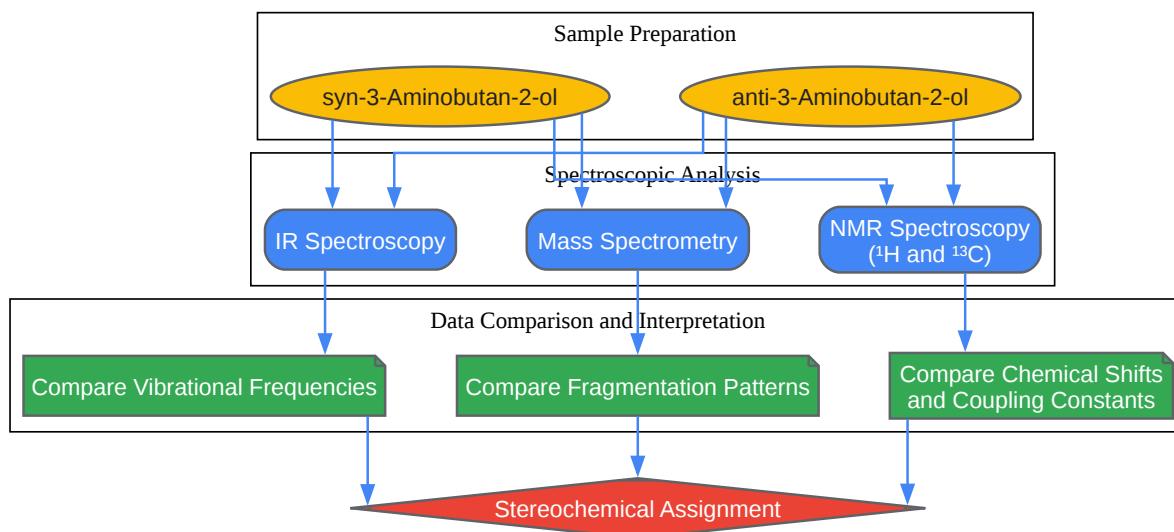 Sample Preparation
syn-3-Aminobutan-2-ol
anti-3-Aminobutan-2-ol
Spectroscopic Analysis
IR Spectroscopy
Mass Spectrometry
NMR Spectroscopy
(¹H and ¹³C)
Data Comparison and Interpretation
Compare Vibrational Frequencies
Compare Fragmentation Patterns
Compare Chemical Shifts
and Coupling Constants
Stereochemical Assignment